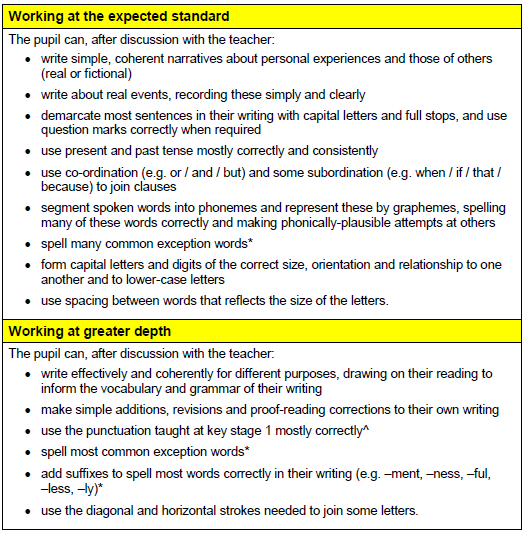 Working at the expected standard
The pupil can, after discussion with the teacher:
• write simple, coherent narratives about personal experiences and those of others
(real or fictional)
• write about real events, recording these simply and clearly
• demarcate most sentences in their writing with capital letters and full stops, and use
question marks correctly when required
• use present and past tense mostly correctly and consistently
• use co-ordination (e.g. or / and / but) and some subordination (e.g. when / if / that /
because) to join clauses
• segment spoken words into phonemes and represent these by graphemes, spelling
many of these words correctly and making phonically-plausible attempts at others
• spell many common exception words*
• form capital letters and digits of the correct size, orientation and relationship to one
another and to lower-case letters
• use spacing between words that reflects the size of the letters.
Working at greater depth
The pupil can, after discussion with the teacher:
• write effectively and coherently for different purposes, drawing on their reading to
inform the vocabulary and grammar of their writing
• make simple additions, revisions and proof-reading corrections to their own writing
• use the punctuation taught at key stage 1 mostly correctly^
• spell most common exception words*
• add suffixes to spell most words correctly in their writing (e.g. –ment, –ness, –ful,
–less, –ly)*
• use the diagonal and horizontal strokes needed to join some letters.